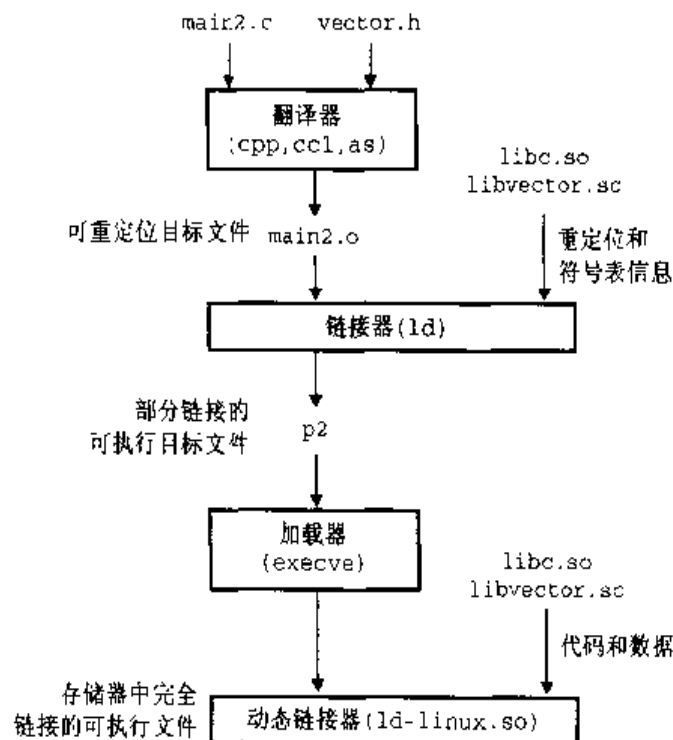 main2.c vector.h
翻译器
(cpp,cc1,as)
libc.so
libvector.so
可重定位目标文件 main2.o
重定位和
符号表信息
链接器(ld)
部分链接的
可执行目标文件
p2
加载器
(execve)
libc.so
libvector.so
代码和数据
存储器中完全
链接的可执行文件
动态链接器(ld-linux.so)